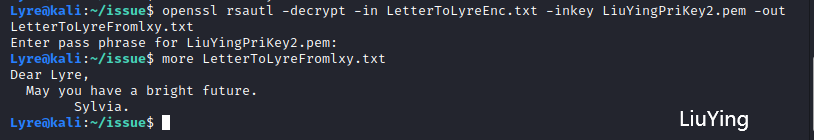 Lyre@kali:~/issue$ openssl rsautl -decrypt -in LetterToLyreEnc.txt -inkey LiuYingPriKey2.pem -out
LetterToLyreFromlxy.txt
Enter pass phrase for LiuYingPriKey2.pem:
Lyre@kali:~/issue$ more LetterToLyreFromlxy.txt
Dear Lyre,
  May you have a bright future.
        Sylvia.
Lyre@kali:~/issue$
LiuYing